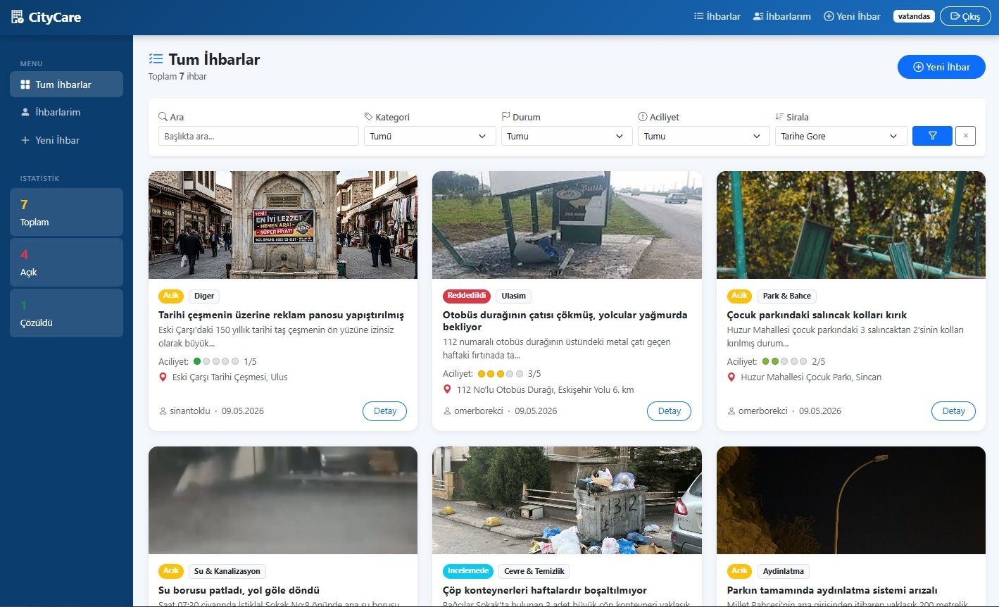 CityCare
İhbarlar
İhbarlarım
Yeni İhbar
vatandas
Çıkış
MENU
Tum İhbarlar
İhbarlarim
Yeni İhbar
ISTATİSTİK
7
Toplam
4
Açık
1
Çözüldü
Tum İhbarlar
Toplam 7 ihbar
Yeni İhbar
Ara
Kategori
Durum
Aciliyet
Sirala
Başlıkta ara...
Tumü
Tumu
Tumu
Tarihe Gore
×
YENİ!
EN İYİ LEZZET
- HEMEN ARA! -
SÜPER FİYAT!
Acik
Diger
Tarihi çeşmenin üzerine reklam panosu yapıştırılmış
Eski Çarşı'daki 150 yıllık tarihi taş çeşmenin ön yüzüne izinsiz
olarak büyük...
Aciliyet: 1/5
Eski Çarşı Tarihi Çeşmesi, Ulus
sinantoklu · 09.05.2026
Detay
Butik
Reddedildi
Ulasim
Otobüs durağının çatısı çökmüş, yolcular yağmurda
bekliyor
112 numaralı otobüs durağının üstündeki metal çatı geçen
haftaki fırtınada ta...
Aciliyet: 3/5
112 No'lu Otobüs Durağı, Eskişehir Yolu 6. km
omerborekci · 09.05.2026
Detay
Acik
Park & Bahce
Çocuk parkındaki salıncak kolları kırık
Huzur Mahallesi çocuk parkındaki 3 salıncaktan 2'sinin kolları
kırılmış durum...
Aciliyet: 2/5
Huzur Mahallesi Çocuk Parkı, Sincan
omerborekci · 09.05.2026
Detay
Acik
Su & Kanalizasyon
Su borusu patladı, yol göle döndü
Saat 07:30 civarında İstiklal Sokak No:8 önünde ana su borusu
1312
Incelemede
Cevre & Temizlik
Çöp konteynerleri haftalardır boşaltılmıyor
Bağcılar Sokak'ta bulunan 3 adet büyük çöp konteyneri yaklaşık
Acik
Aydinlatma
Parkın tamamında aydınlatma sistemi arızalı
Millet Bahçesi'nin ana girişinden itibaren yaklaşık 200 metrelik